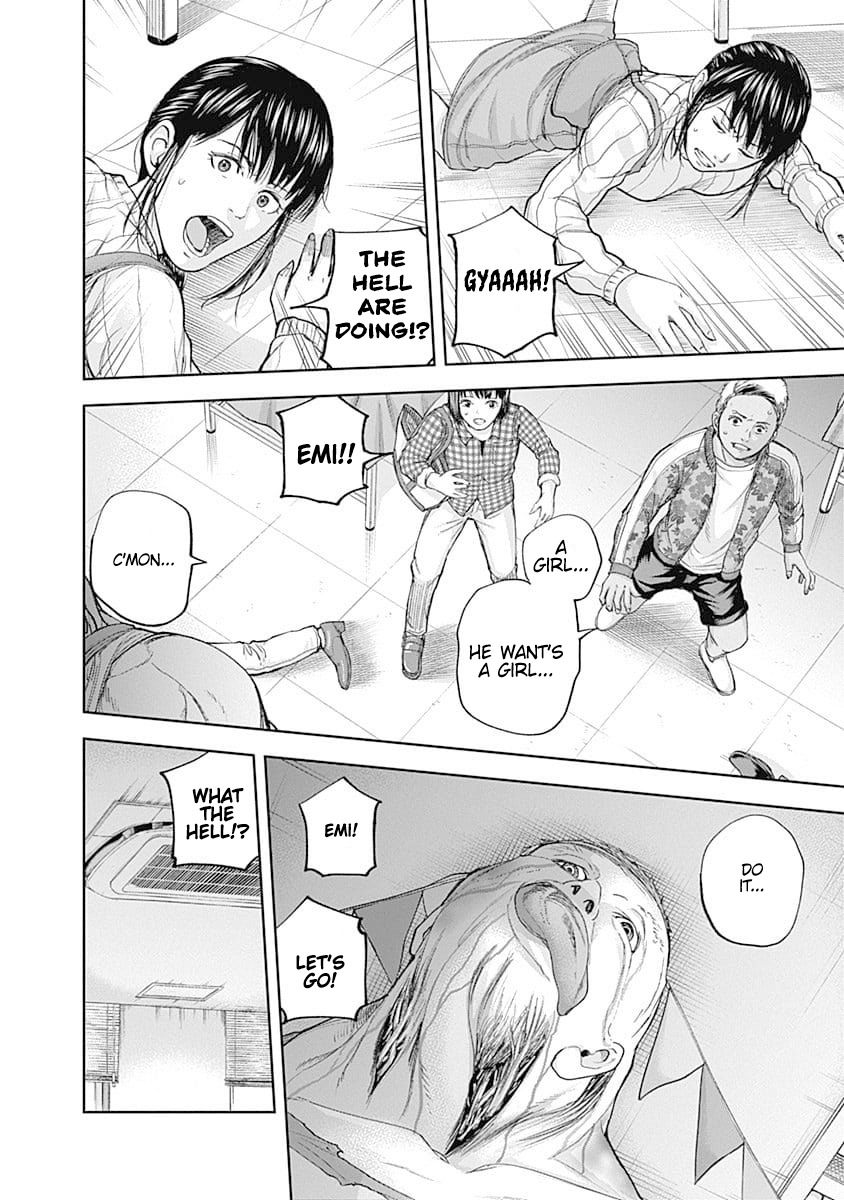 GYAAAH!
THE
HELL
ARE
DOING!?
EMI!!
A
GIRL...
HE WANT'S
A GIRL...
C'MON...
DO
IT...
EMI!
LET'S
GO!
WHAT
THE
HELL!?